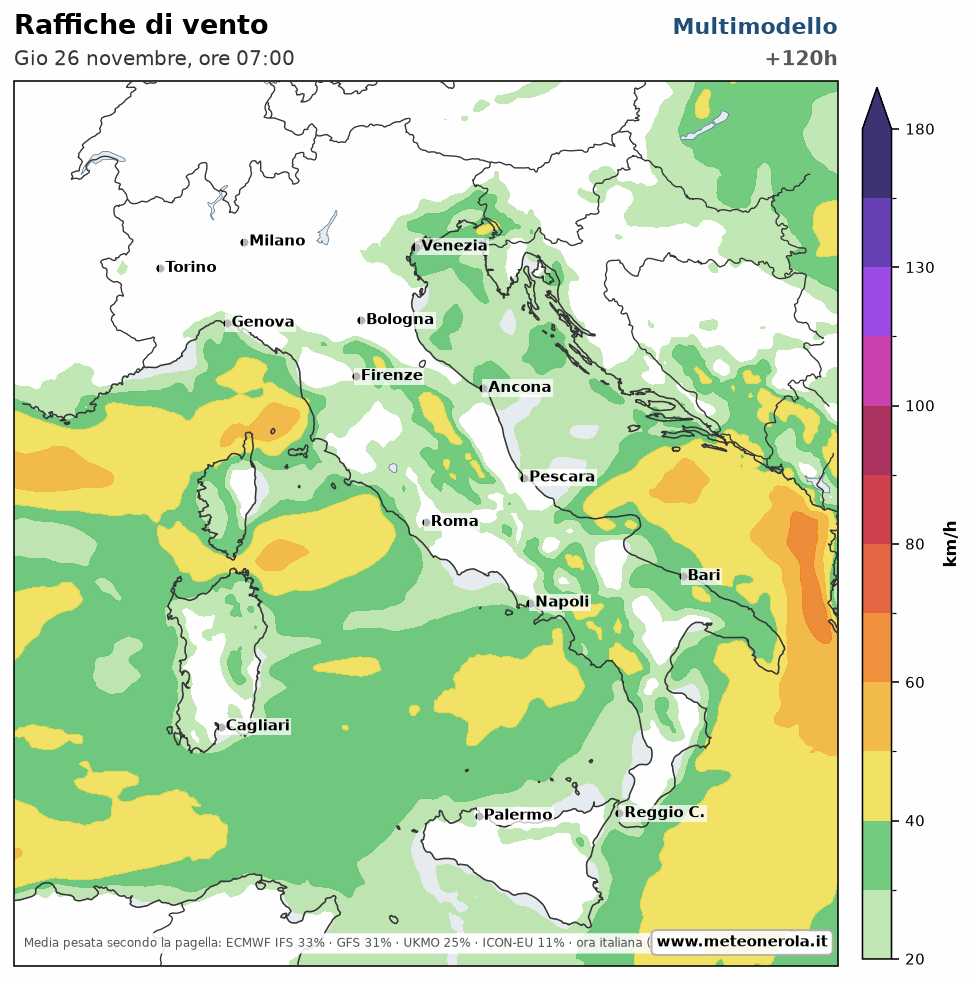 Raffiche di vento
Multimodello
Gio 26 novembre, ore 07:00
+120h
180
130
100
80
60
40
20
km/h
Milano
Torino
Venezia
Genova
Bologna
Firenze
Ancona
Pescara
Roma
Bari
Napoli
Cagliari
Palermo
Reggio C.
Media pesata secondo la pagella: ECMWF IFS 33% · GFS 31% · UKMO 25% · ICON-EU 11% · ora italiana (
www.meteonerola.it